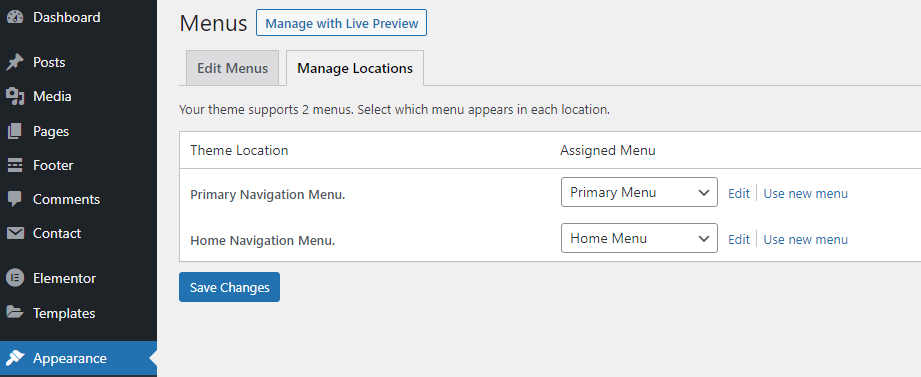 Dashboard
Posts
Media
Pages
Footer
Comments
Contact
Elementor
Templates
Appearance
Menus Manage with Live Preview
Edit Menus Manage Locations
Your theme supports 2 menus. Select which menu appears in each location.
Theme Location Assigned Menu
Primary Navigation Menu. Primary Menu Edit Use new menu
Home Navigation Menu. Home Menu Edit Use new menu
Save Changes